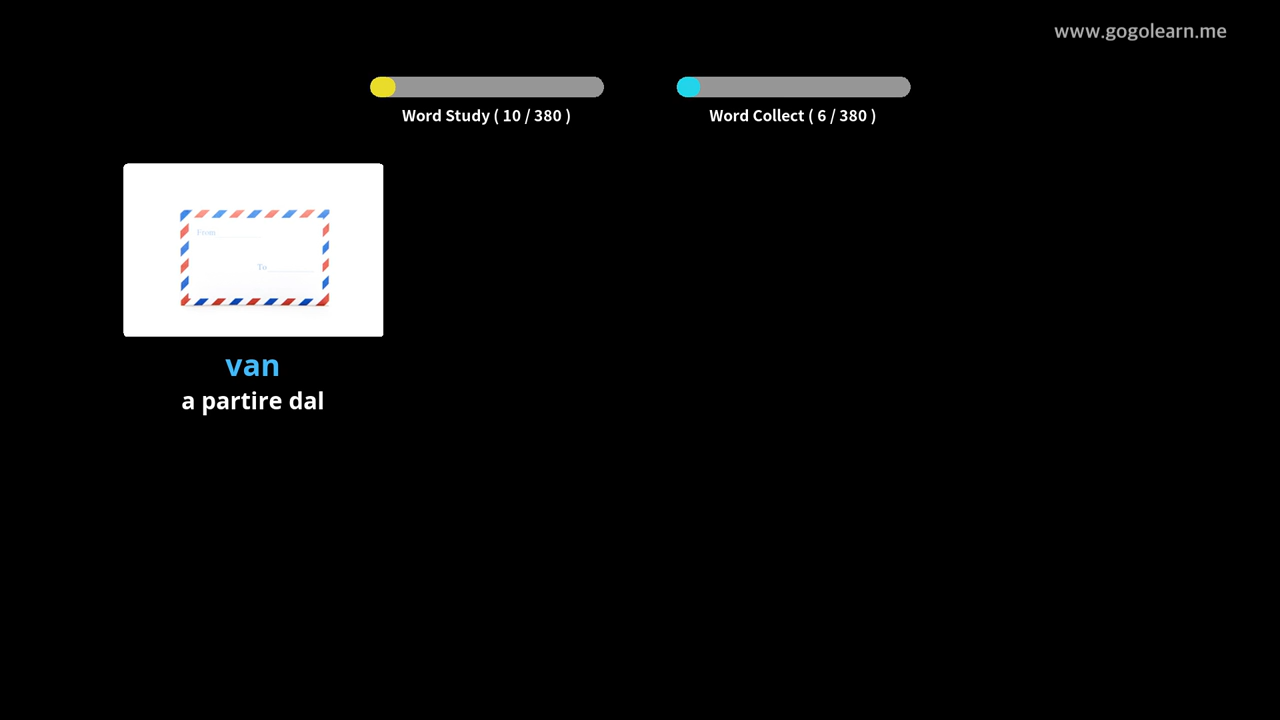 www.gogolearn.me
Word Study ( 10 / 380 )
Word Collect ( 6 / 380 )
From
To
van
a partire dal